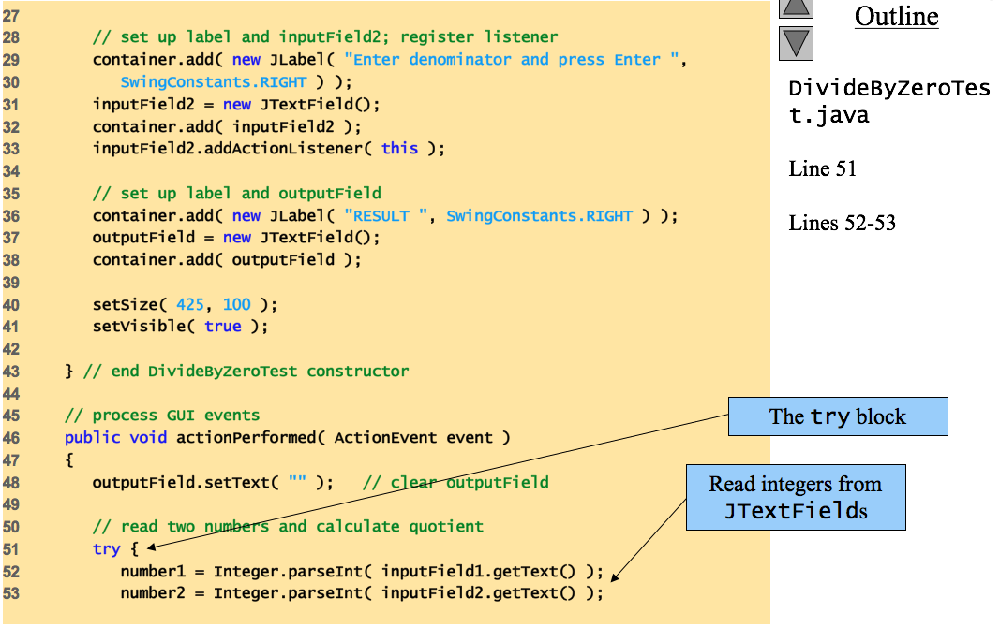 27
28 // set up label and inputField2; register listener
29 container.add( new JLabel( "Enter denominator and press Enter ",
30 SwingConstants.RIGHT ) );
31 inputField2 = new JTextField();
32 container.add( inputField2 );
33 inputField2.addActionListener( this );
34
35 // set up label and outputField
36 container.add( new JLabel( "RESULT ", SwingConstants.RIGHT ) );
37 outputField = new JTextField();
38 container.add( outputField );
39
40 setSize( 425, 100 );
41 setVisible( true );
42
43 } // end DivideByZeroTest constructor
44
45 // process GUI events
46 public void actionPerformed( ActionEvent event )
47 {
48 outputField.setText( "" ); // clear outputField
49
50 // read two numbers and calculate quotient
51 try {
52 number1 = Integer.parseInt( inputField1.getText() );
53 number2 = Integer.parseInt( inputField2.getText() );
Outline
DivideByZeroTes
t.java
Line 51
Lines 52-53
The try block
Read integers from
JTextFields